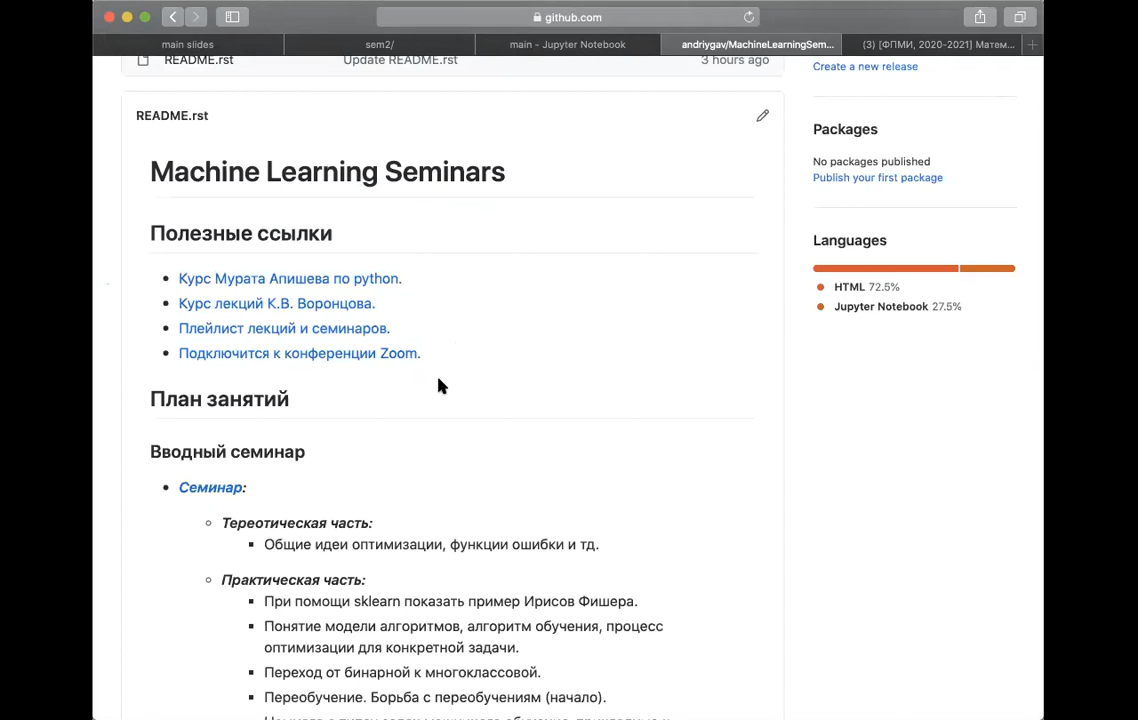 github.com
main slides
sem2/
main - Jupyter Notebook
andriygav/MachineLearningSem...
(3) [ФПМИ, 2020-2021] Матем...
README.rst
Update README.rst
3 hours ago
Create a new release
README.rst
Packages
No packages published
Publish your first package
Languages
HTML 72.5%
Jupyter Notebook 27.5%
Machine Learning Seminars
Полезные ссылки
Курс Мурата Апишева по python.
Курс лекций К.В. Воронцова.
Плейлист лекций и семинаров.
Подключится к конференции Zoom.
План занятий
Вводный семинар
Семинар:
Тереотическая часть:
Общие идеи оптимизации, функции ошибки и тд.
Практическая часть:
При помощи sklearn показать пример Ирисов Фишера.
Понятие модели алгоритмов, алгоритм обучения, процесс
оптимизации для конкретной задачи.
Переход от бинарной к многоклассовой.
Переобучение. Борьба с переобучениям (начало).